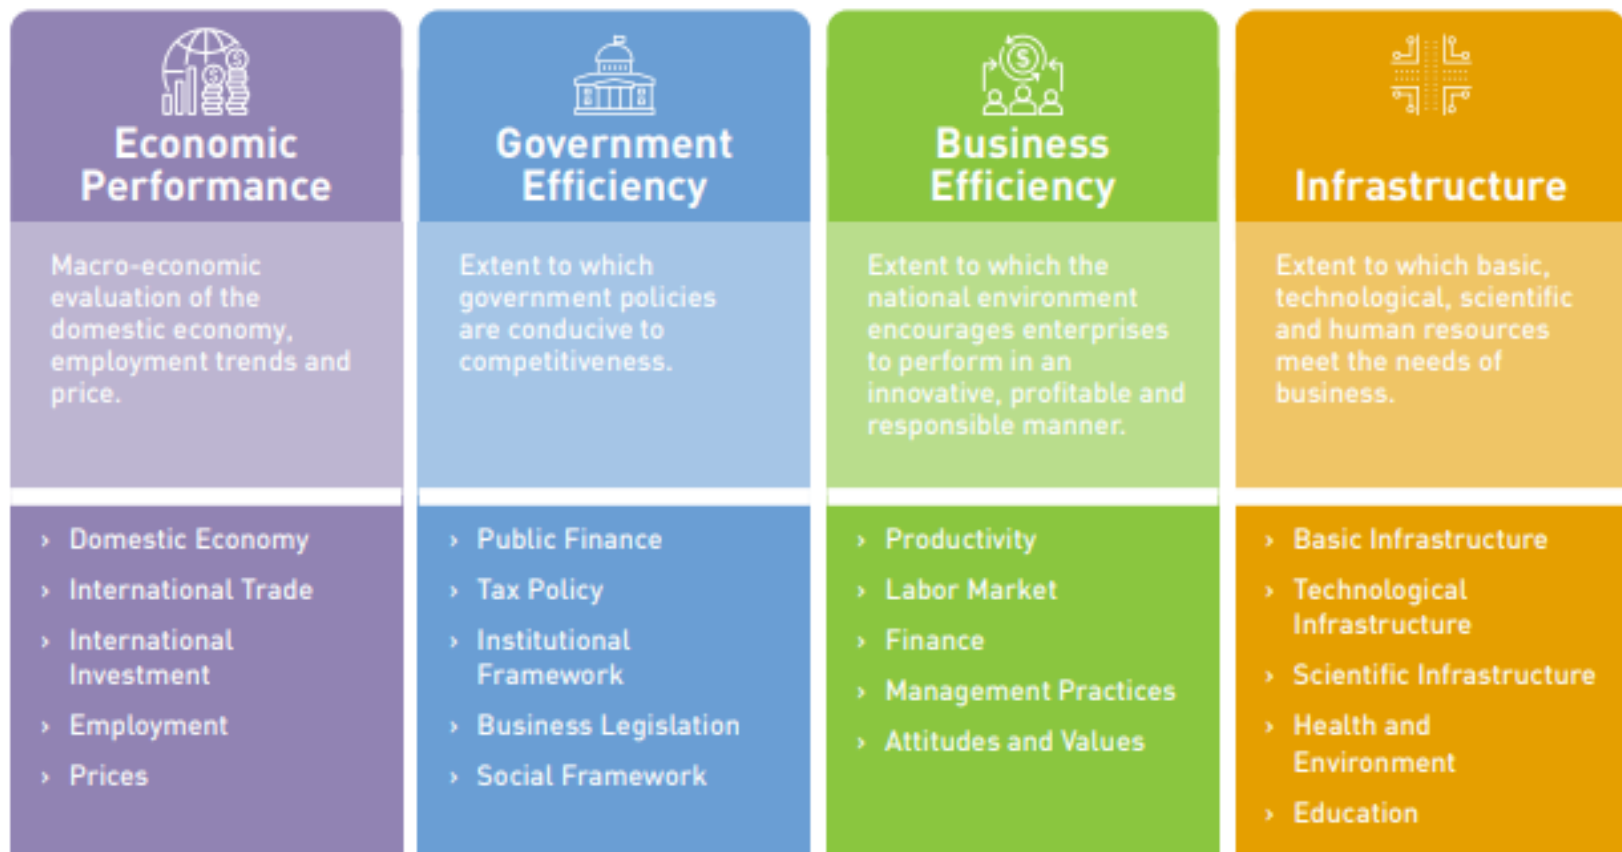 Economic
Performance
Macro-economic
evaluation of the
domestic economy,
employment trends and
price.
› Domestic Economy
› International Trade
› International
Investment
› Employment
› Prices
Government
Efficiency
Extent to which
government policies
are conducive to
competitiveness.
› Public Finance
› Tax Policy
› Institutional
Framework
› Business Legislation
› Social Framework
Business
Efficiency
Extent to which the
national environment
encourages enterprises
to perform in an
innovative, profitable and
responsible manner.
› Productivity
› Labor Market
› Finance
› Management Practices
› Attitudes and Values
Infrastructure
Extent to which basic,
technological, scientific
and human resources
meet the needs of
business.
› Basic Infrastructure
› Technological
Infrastructure
› Scientific Infrastructure
› Health and
Environment
› Education